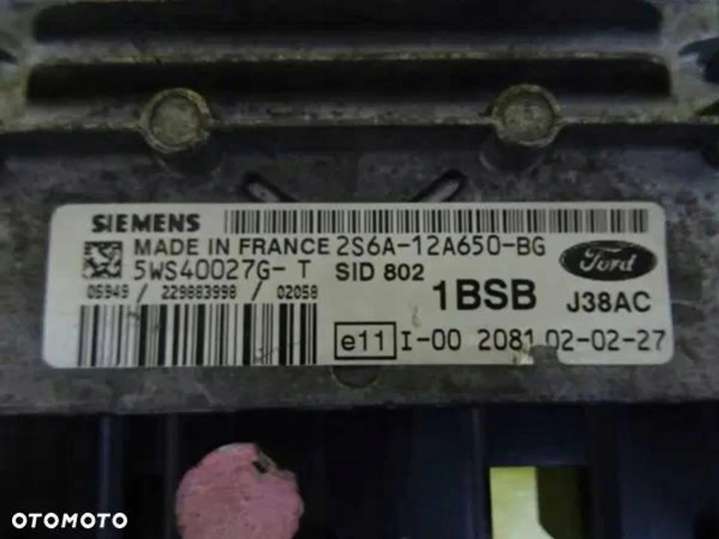 SIEMENS
MADE IN FRANCE 2S6A-12A650-BG
5WS40027G- T SID 802
Ford
05949 / 229883998 / 02058
1BSB J38AC
e11 I-00 2081 02-02-27
OTOMOTO